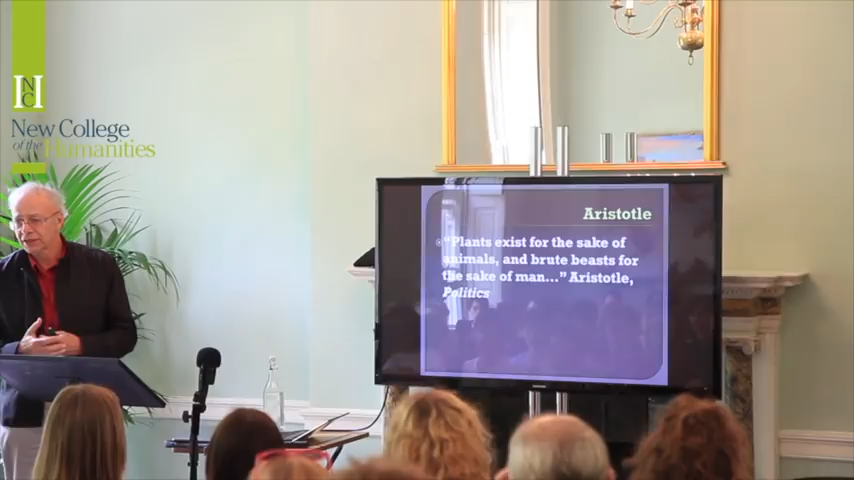 NCH
New College
of the Humanities
Aristotle
"Plants exist for the sake of
animals, and brute beasts for
the sake of man..." Aristotle,
Politics